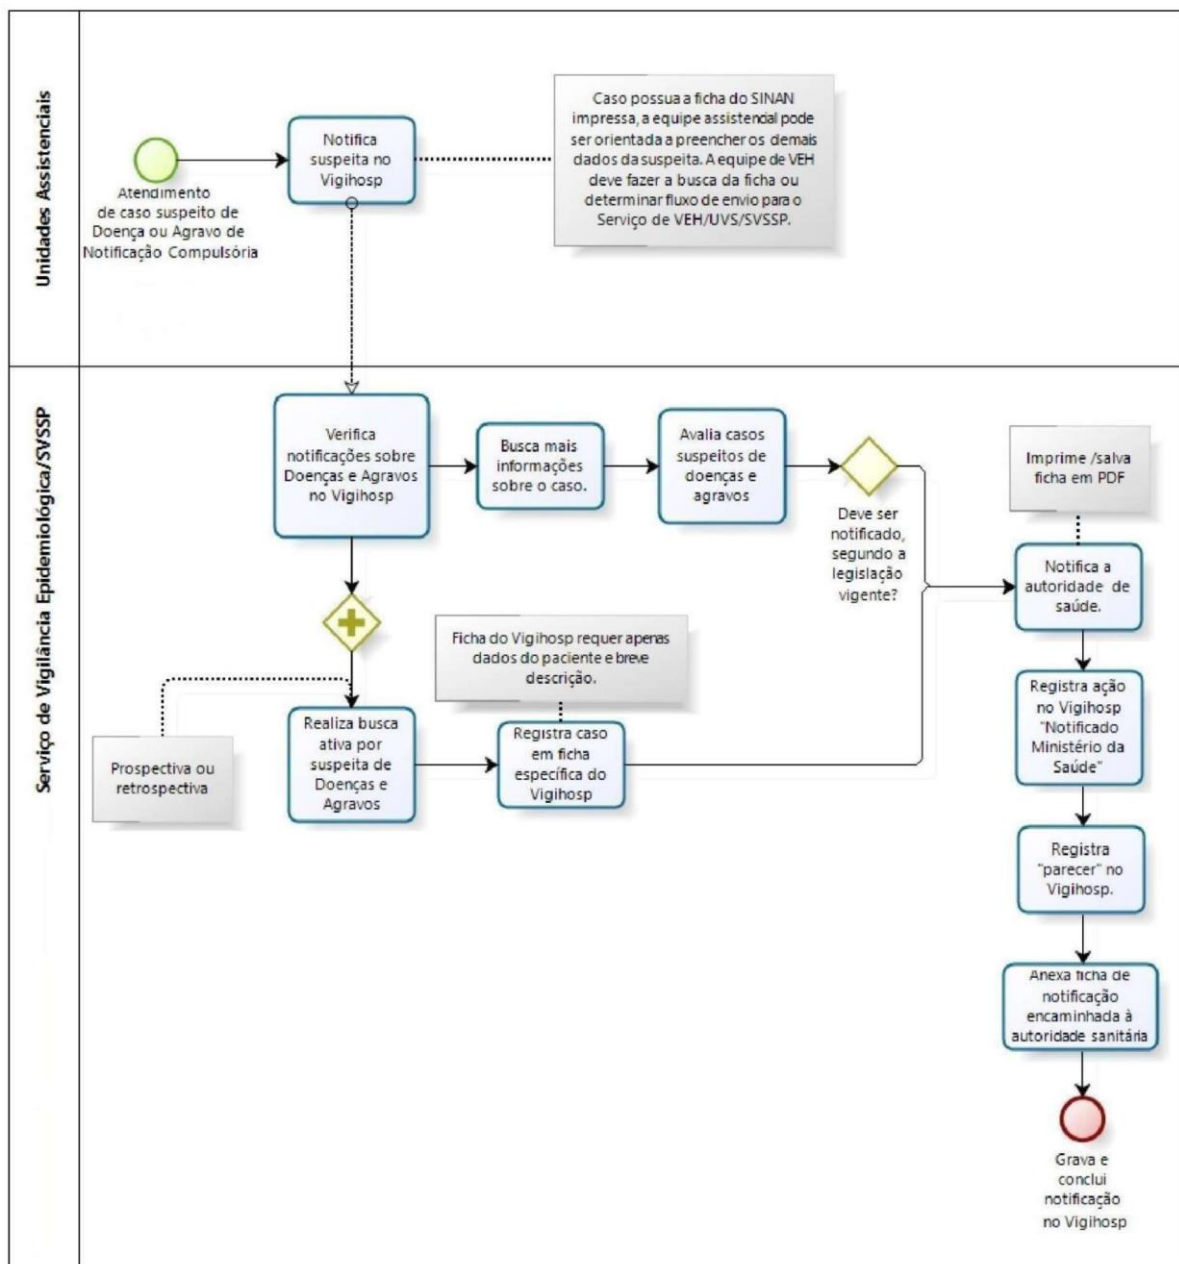 Unidades Assistenciais
Atendimento
de caso suspeito de
Doença ou Agravo de
Notificação Compulsória
Notifica
suspeita no
Vigihosp
Caso possua a ficha do SINAN
impressa, a equipe assistencial pode
ser orientada a preencher os demais
dados da suspeita. A equipe de VEH
deve fazer a busca da ficha ou
determinar fluxo de envio para o
Serviço de VEH/UVS/SVSSP.
Serviço de Vigilância Epidemiológica/SVSSP
Verifica
notificações sobre
Doenças e Agravos
no Vigihosp
Busca mais
informações
sobre o caso.
Avalia casos
suspeitos de
doenças e
agravos
Deve ser
notificado,
segundo a
legislação
vigente?
Imprime /salva
ficha em PDF
Notifica a
autoridade de
saúde.
Prospectiva ou
retrospectiva
Realiza busca
ativa por
suspeita de
Doenças e
Agravos
Ficha do Vigihosp requer apenas
dados do paciente e breve
descrição.
Registra caso
em ficha
específica do
Vigihosp
Registra ação
no Vigihosp
"Notificado
Ministério da
Saúde"
Registra
"parecer" no
Vigihosp.
Anexa ficha de
notificação
encaminhada à
autoridade sanitária
Grava e
conclui
notificação
no Vigihosp